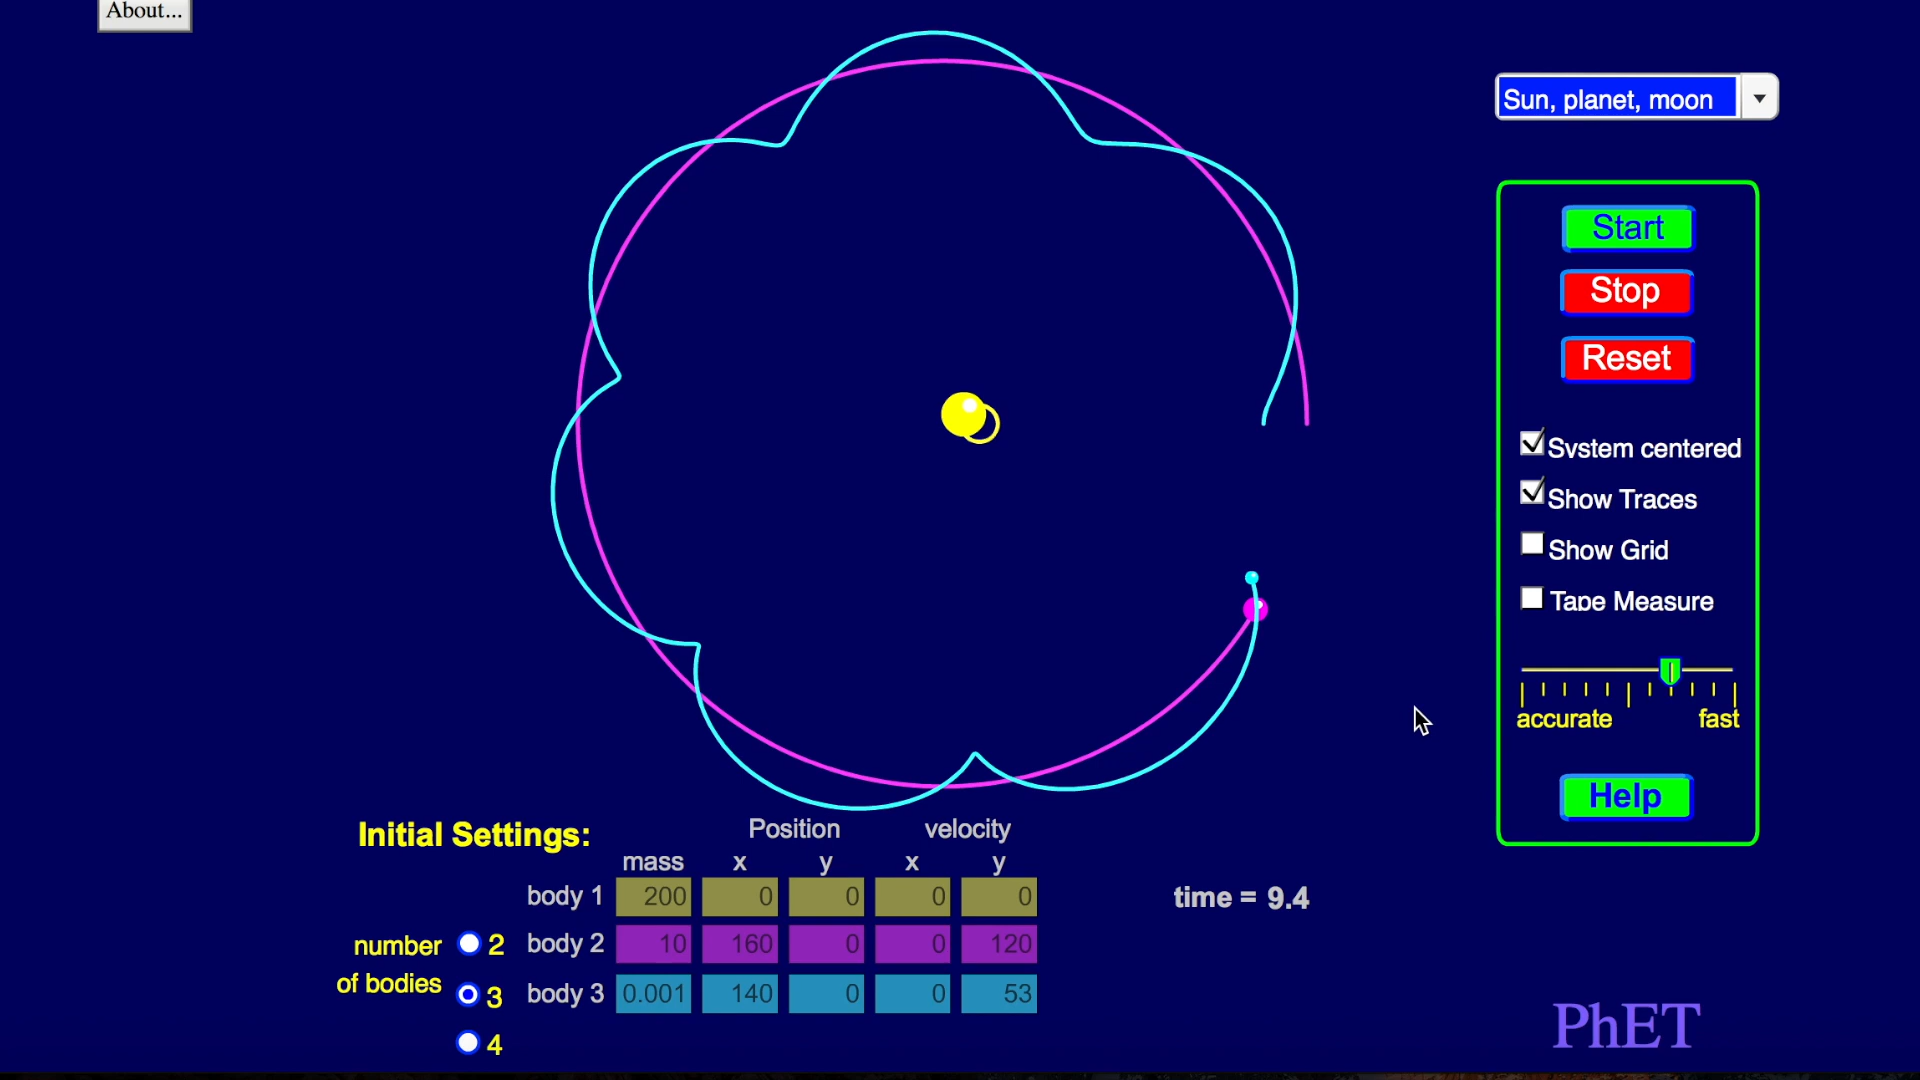 About...
Sun, planet, moon
Start
Stop
Reset
System centered
Show Traces
Show Grid
Tape Measure
accurate fast
Help
Initial Settings:
Position velocity
mass x y x y
body 1 200 0 0 0 0
time = 9.4
number 2 body 2 10 160 0 0 120
of bodies 3 body 3 0.001 140 0 0 53
4
PhET